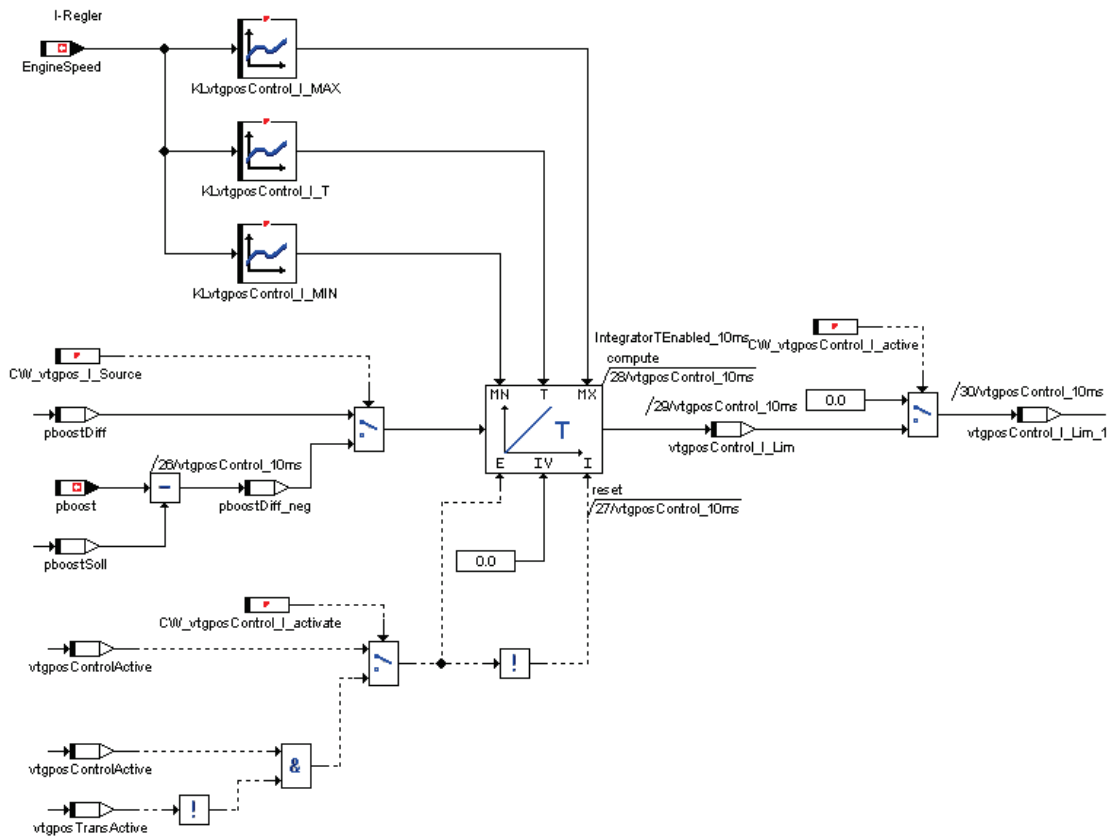 I-Regler
EngineSpeed
KLvtgposControl_I_MAX
KLvtgposControl_I_T
KLvtgposControl_I_MIN
CW_vtgpos_I_Source
pboostDiff
/26/vtgposControl_10ms
pboost
pboostDiff_neg
pboostSoll
MN T MX
T
E IV I
IntegratorTEnabled_10ms
compute
/28/vtgposControl_10ms
/29/vtgposControl_10ms
vtgposControl_I_Lim
reset
/27/vtgposControl_10ms
0.0
CW_vtgposControl_I_active
0.0
/30/vtgposControl_10ms
vtgposControl_I_Lim_1
CW_vtgposControl_I_activate
vtgposControlActive
!
vtgposControlActive
&
vtgposTransActive
!